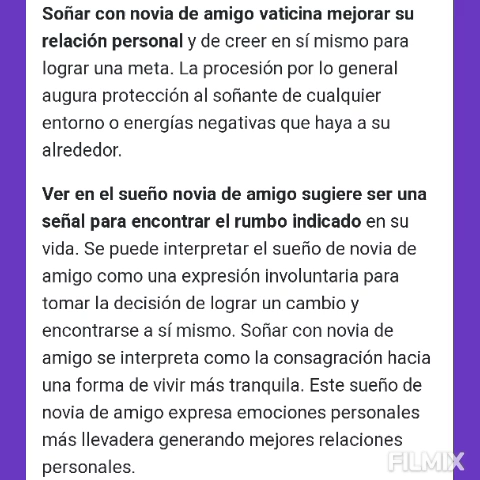 Soñar con novia de amigo vaticina mejorar su
relación personal y de creer en sí mismo para
lograr una meta. La procesión por lo general
augura protección al soñante de cualquier
entorno o energías negativas que haya a su
alrededor.
Ver en el sueño novia de amigo sugiere ser una
señal para encontrar el rumbo indicado en su
vida. Se puede interpretar el sueño de novia de
amigo como una expresión involuntaria para
tomar la decisión de lograr un cambio y
encontrarse a sí mismo. Soñar con novia de
amigo se interpreta como la consagración hacia
una forma de vivir más tranquila. Este sueño de
novia de amigo expresa emociones personales
más llevadera generando mejores relaciones
personales.
FILMIX